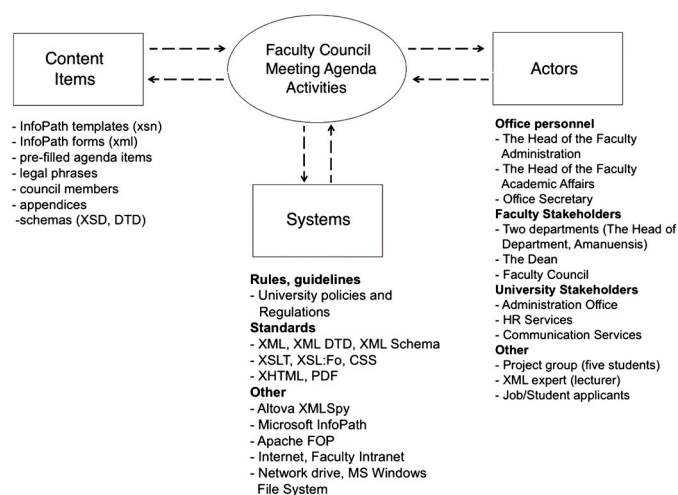 Content
Items
Faculty Council
Meeting Agenda
Activities
Actors
- InfoPath templates (xsn)
- InfoPath forms (xml)
- pre-filled agenda items
- legal phrases
- council members
- appendices
-schemas (XSD, DTD)
Systems
Rules, guidelines
- University policies and
Regulations
Standards
- XML, XML DTD, XML Schema
- XSLT, XSL:Fo, CSS
- XHTML, PDF
Other
- Altova XMLSpy
- Microsoft InfoPath
- Apache FOP
- Internet, Faculty Intranet
- Network drive, MS Windows
File System
Office personnel
- The Head of the Faculty
Administration
- The Head of the Faculty
Academic Affairs
- Office Secretary
Faculty Stakeholders
- Two departments (The Head of
Department, Amanuensis)
- The Dean
- Faculty Council
University Stakeholders
- Administration Office
- HR Services
- Communication Services
Other
- Project group (five students)
- XML expert (lecturer)
- Job/Student applicants